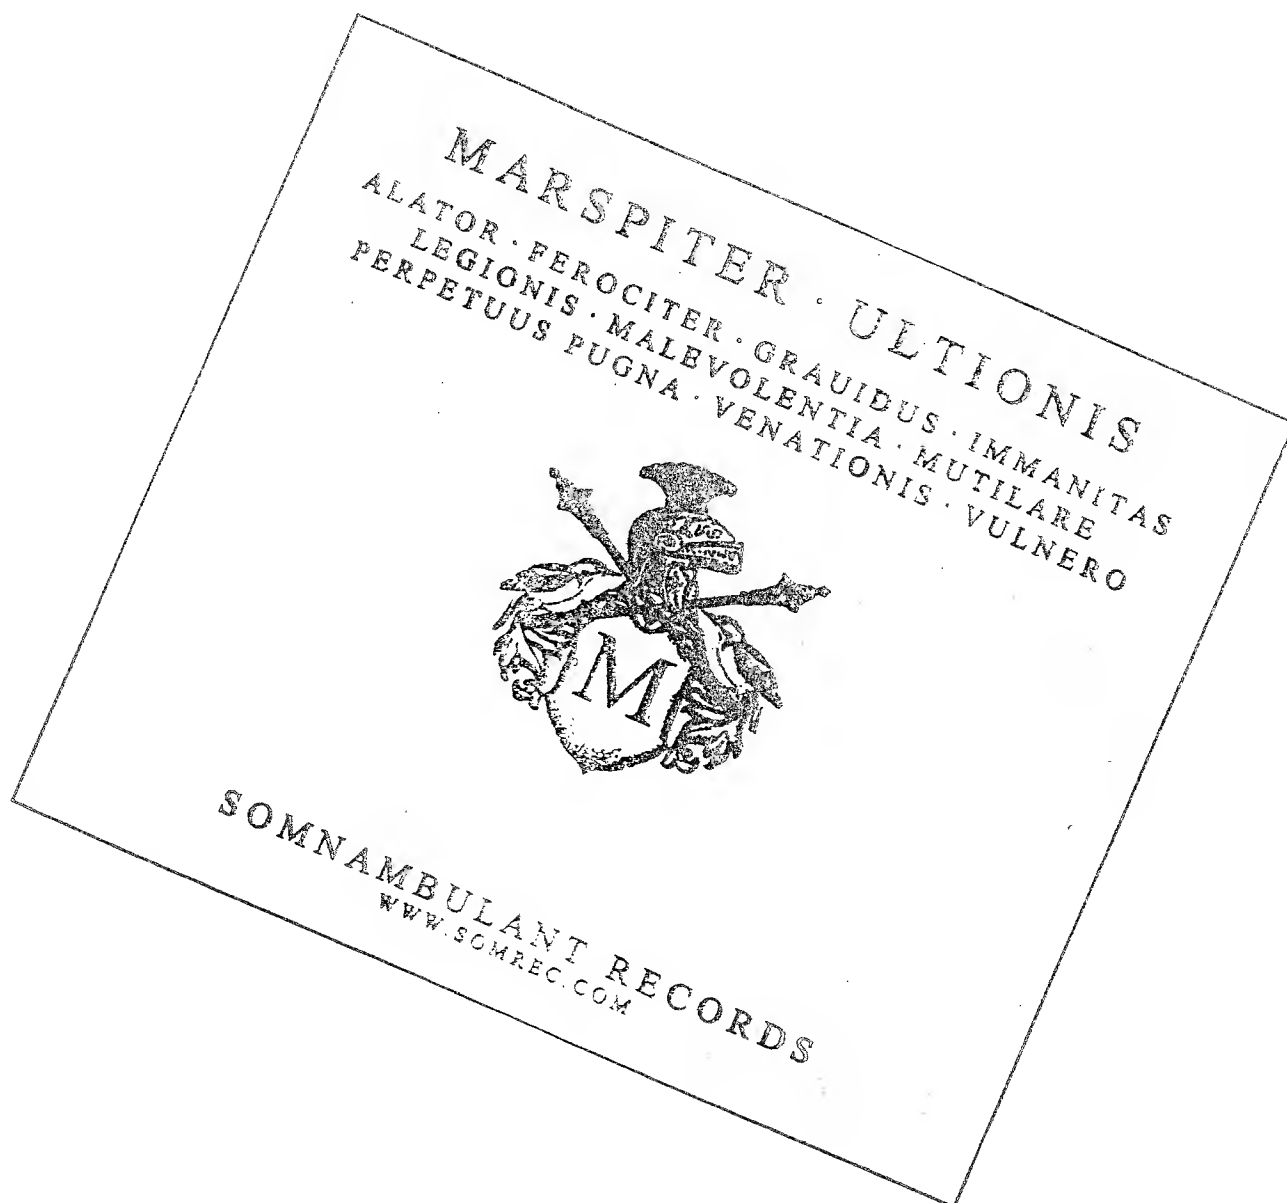 MARSPITER · ULTIONIS
ALATOR · FEROCITER · GRAUIDUS · IMMANITAS
LEGIONIS · MALEVOLENTIA · MUTILARE
PERPETUUS PUGNA · VENATIONIS · VULNERO
M
SOMNAMBULANT RECORDS
WWW.SOMREC.COM